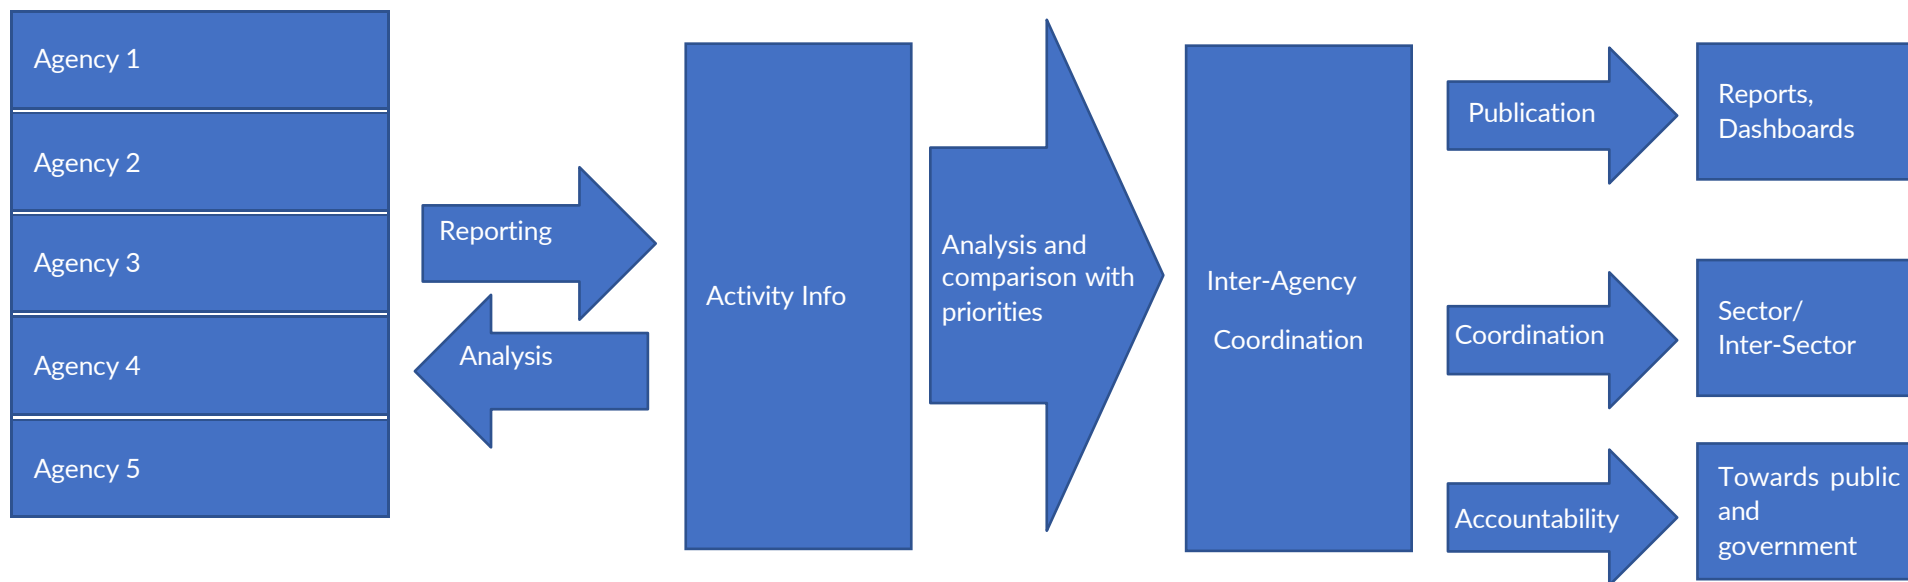 Agency 1
Agency 2
Agency 3
Agency 4
Agency 5
Reporting
Analysis
Activity Info
Analysis and
comparison with
priorities
Inter-Agency
Coordination
Publication
Reports,
Dashboards
Coordination
Sector/
Inter-Sector
Accountability
Towards public
and
government